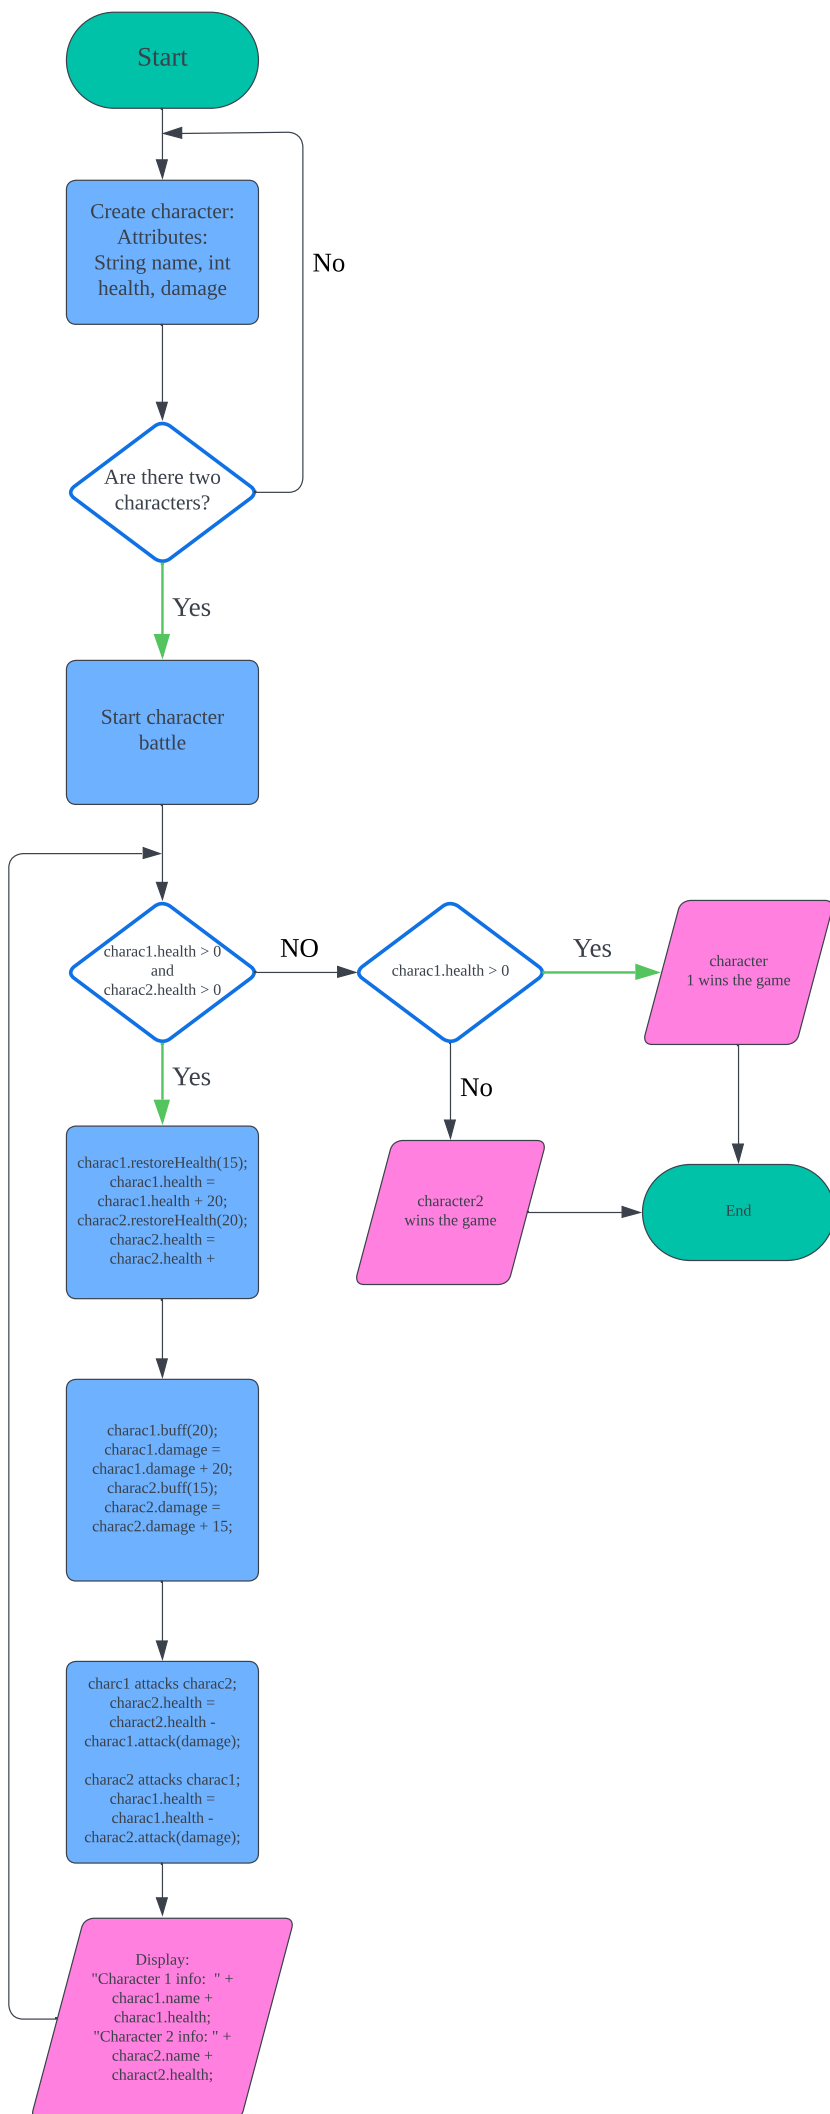 Start
Create character:
Attributes:
String name, int
health, damage
No
Are there two
characters?
Yes
Start character
battle
charac1.health > 0
and
charac2.health > 0
NO
charac1.health > 0
Yes
character
1 wins the game
Yes
No
charac1.restoreHealth(15);
charac1.health =
charac1.health + 20;
charac2.restoreHealth(20);
charac2.health =
charac2.health +
character2
wins the game
End
charac1.buff(20);
charac1.damage =
charac1.damage + 20;
charac2.buff(15);
charac2.damage =
charac2.damage + 15;
charc1 attacks charac2;
charac2.health =
charact2.health -
charac1.attack(damage);
charac2 attacks charac1;
charac1.health =
charac1.health -
charac2.attack(damage);
Display:
"Character 1 info:  " +
charac1.name +
charac1.health;
"Character 2 info: " +
charac2.name +
charact2.health;